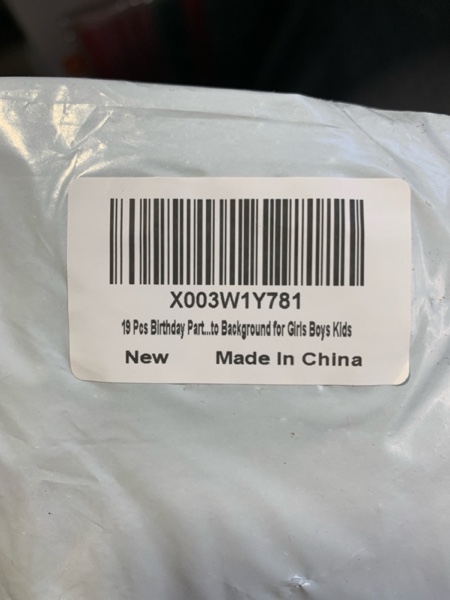 X003W1Y781
19 Pcs Birthday Part...to Background for Girls Boys Kids
New Made In China